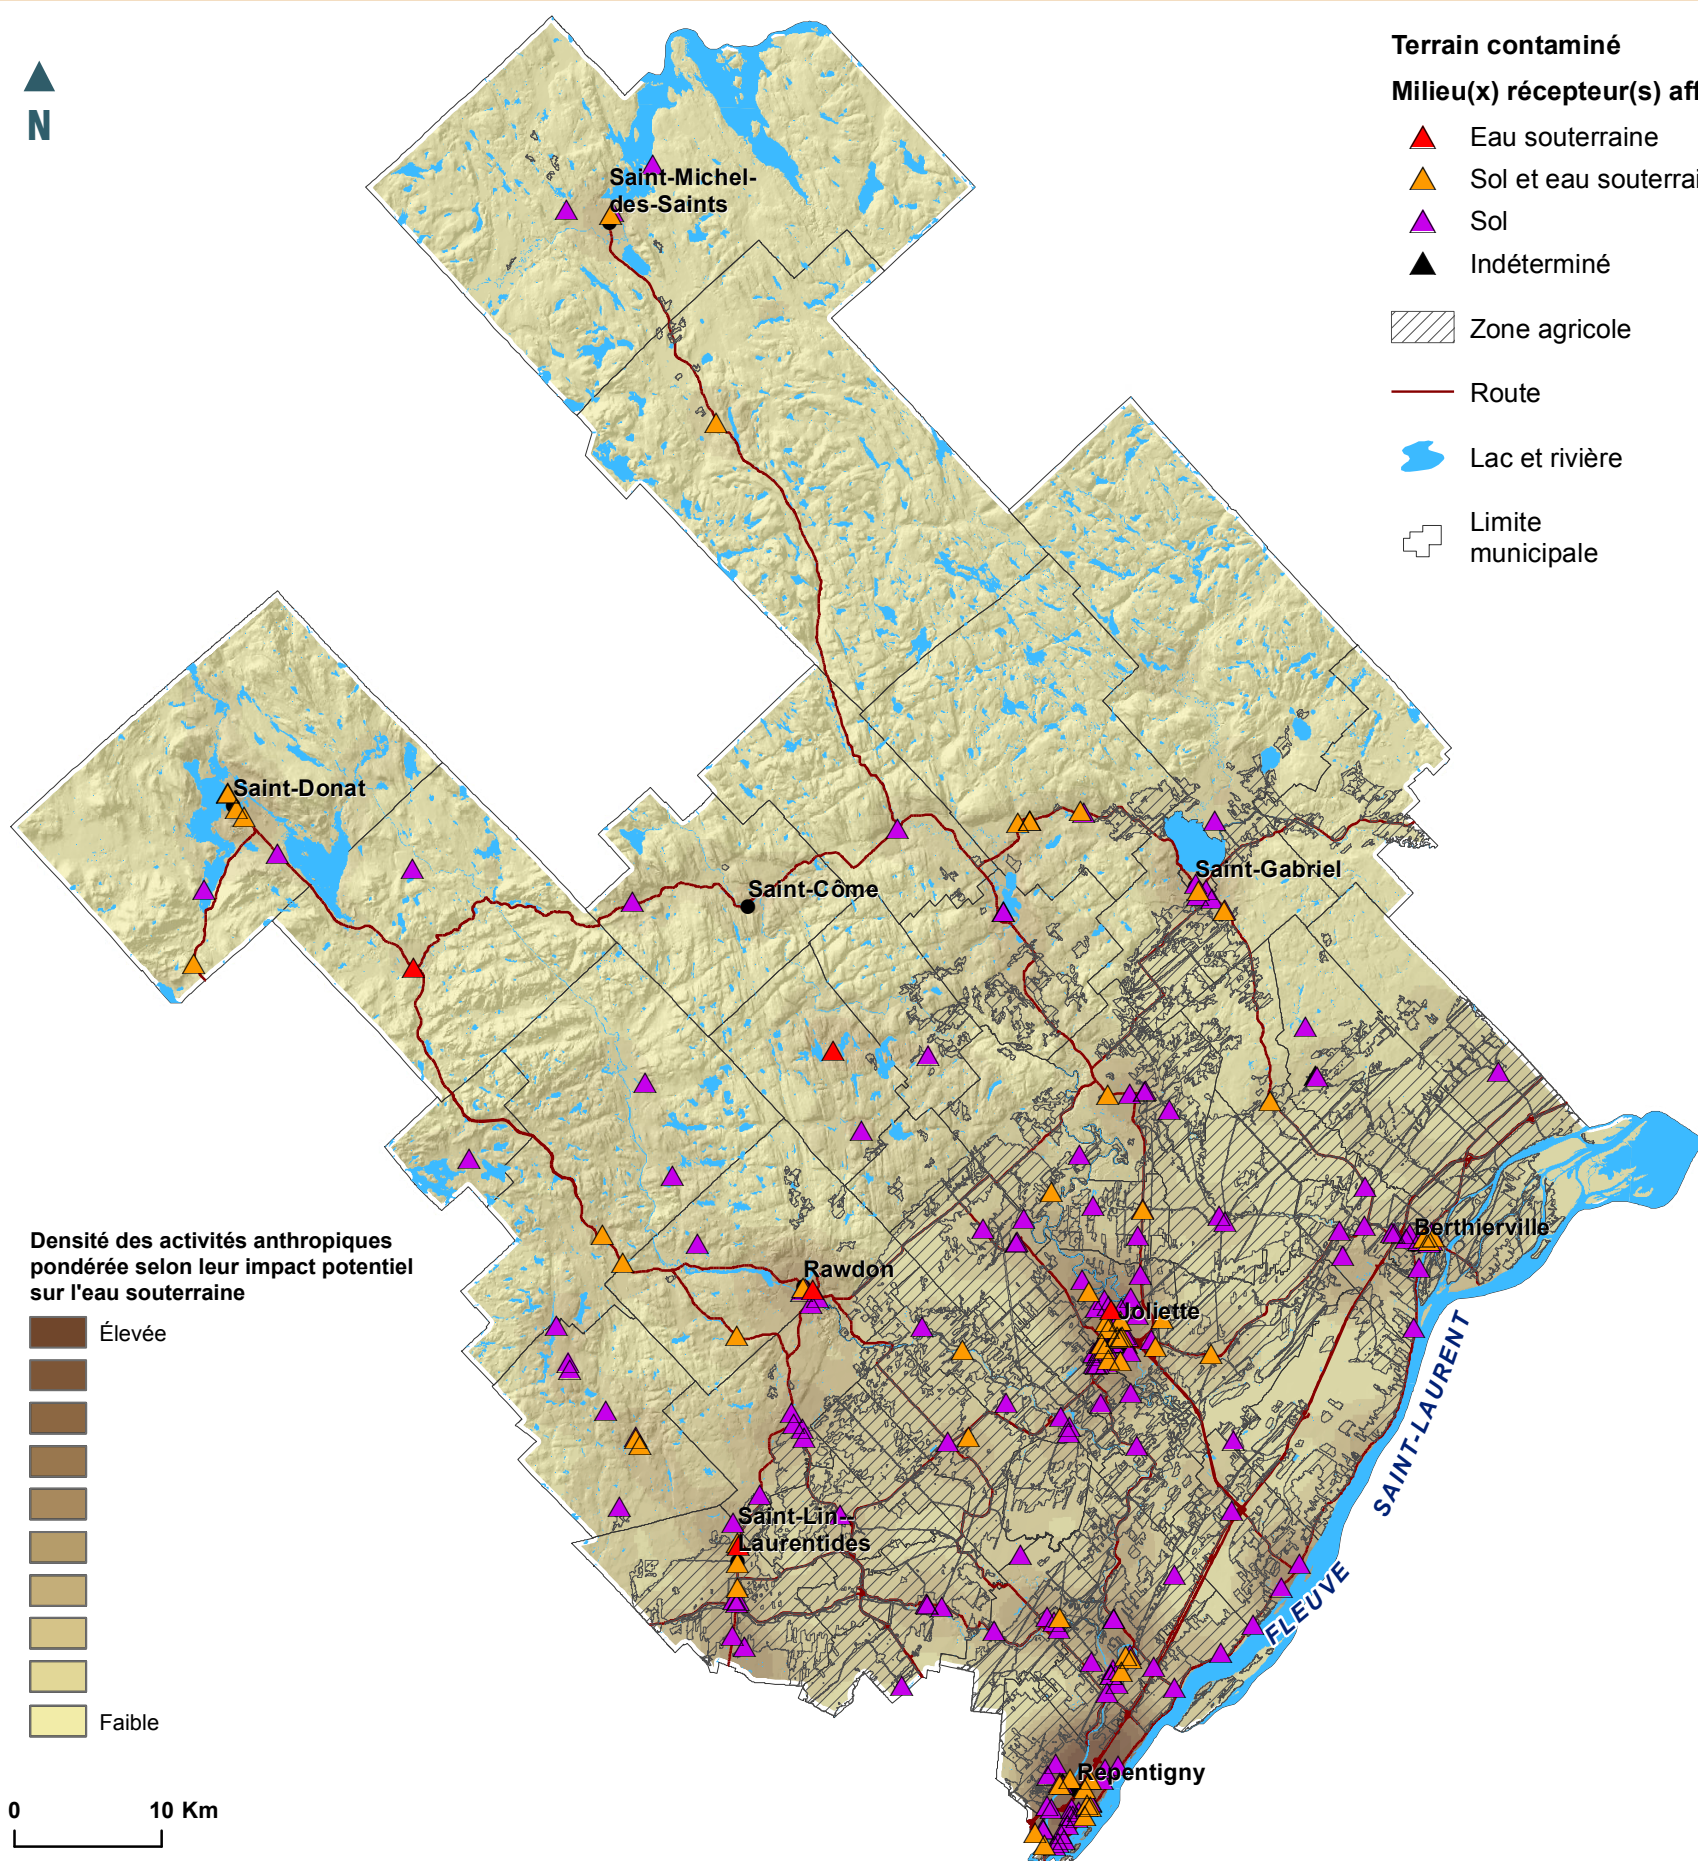 N
Terrain contaminé
Milieu(x) récepteur(s) aff
Eau souterraine
Sol et eau souterrai
Sol
Indéterminé
Zone agricole
Route
Lac et rivière
Limite
municipale
Saint-Michel-
des-Saints
Saint-Donat
Saint-Côme
Saint-Gabriel
Berthierville
Rawdon
Joliette
Saint-Lin--
Laurentides
Repentigny
FLEUVE SAINT-LAURENT
Densité des activités anthropiques
pondérée selon leur impact potentiel
sur l'eau souterraine
Élevée
Faible
0 10 Km